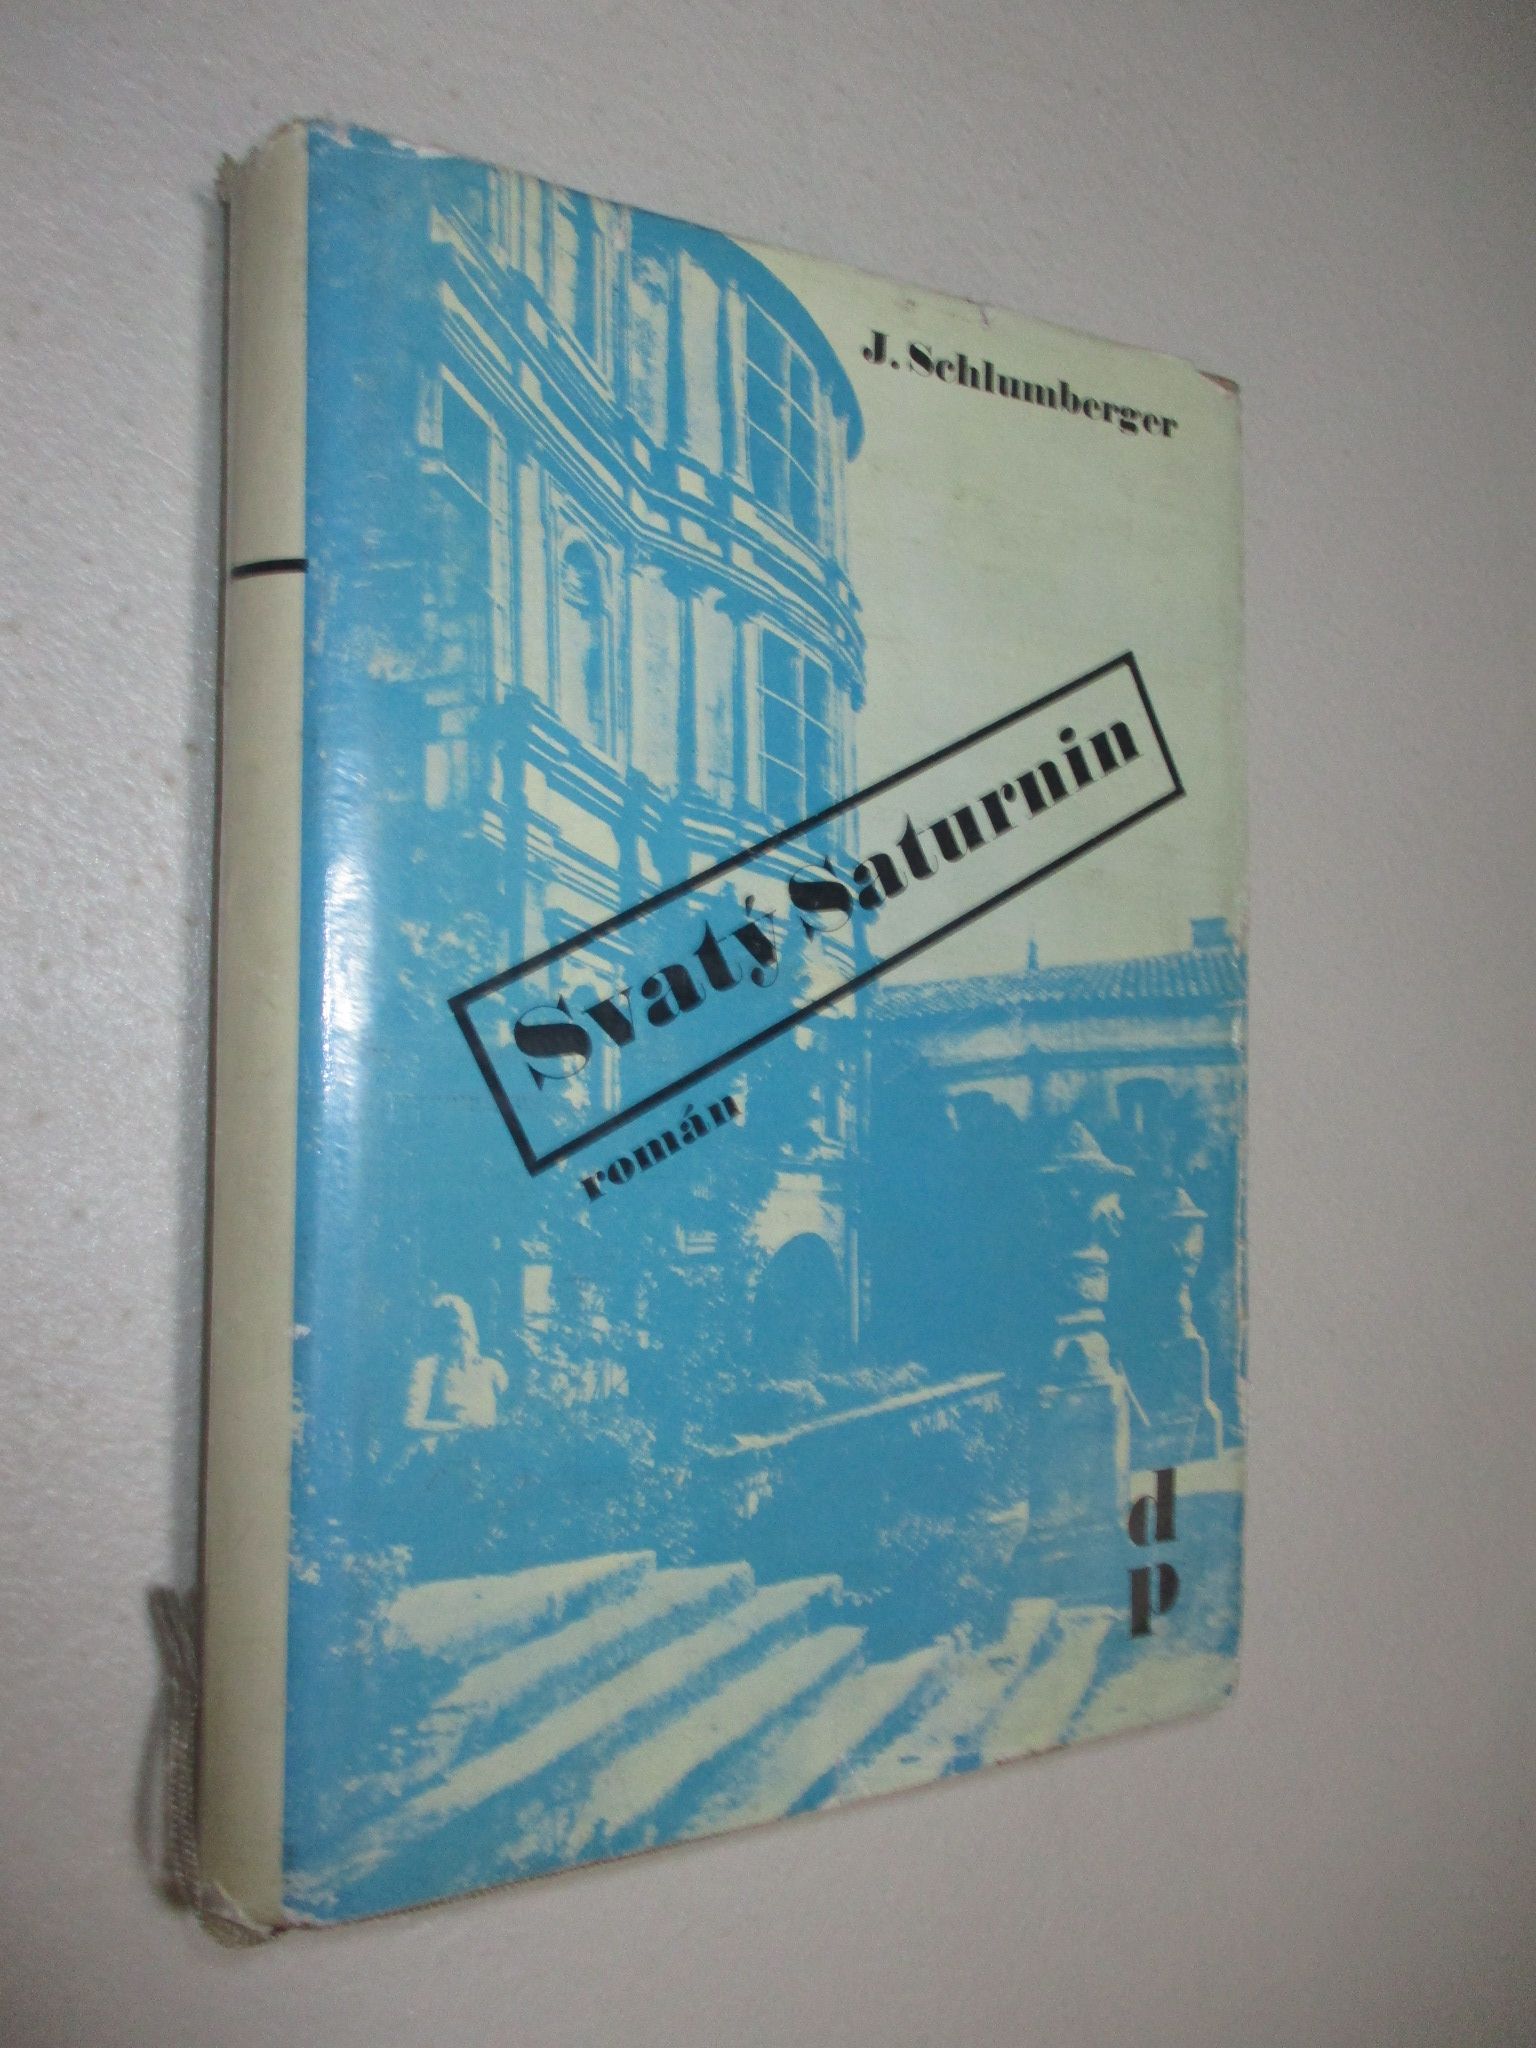 J. Schlumberger
Svatý Saturnin
román
d
p